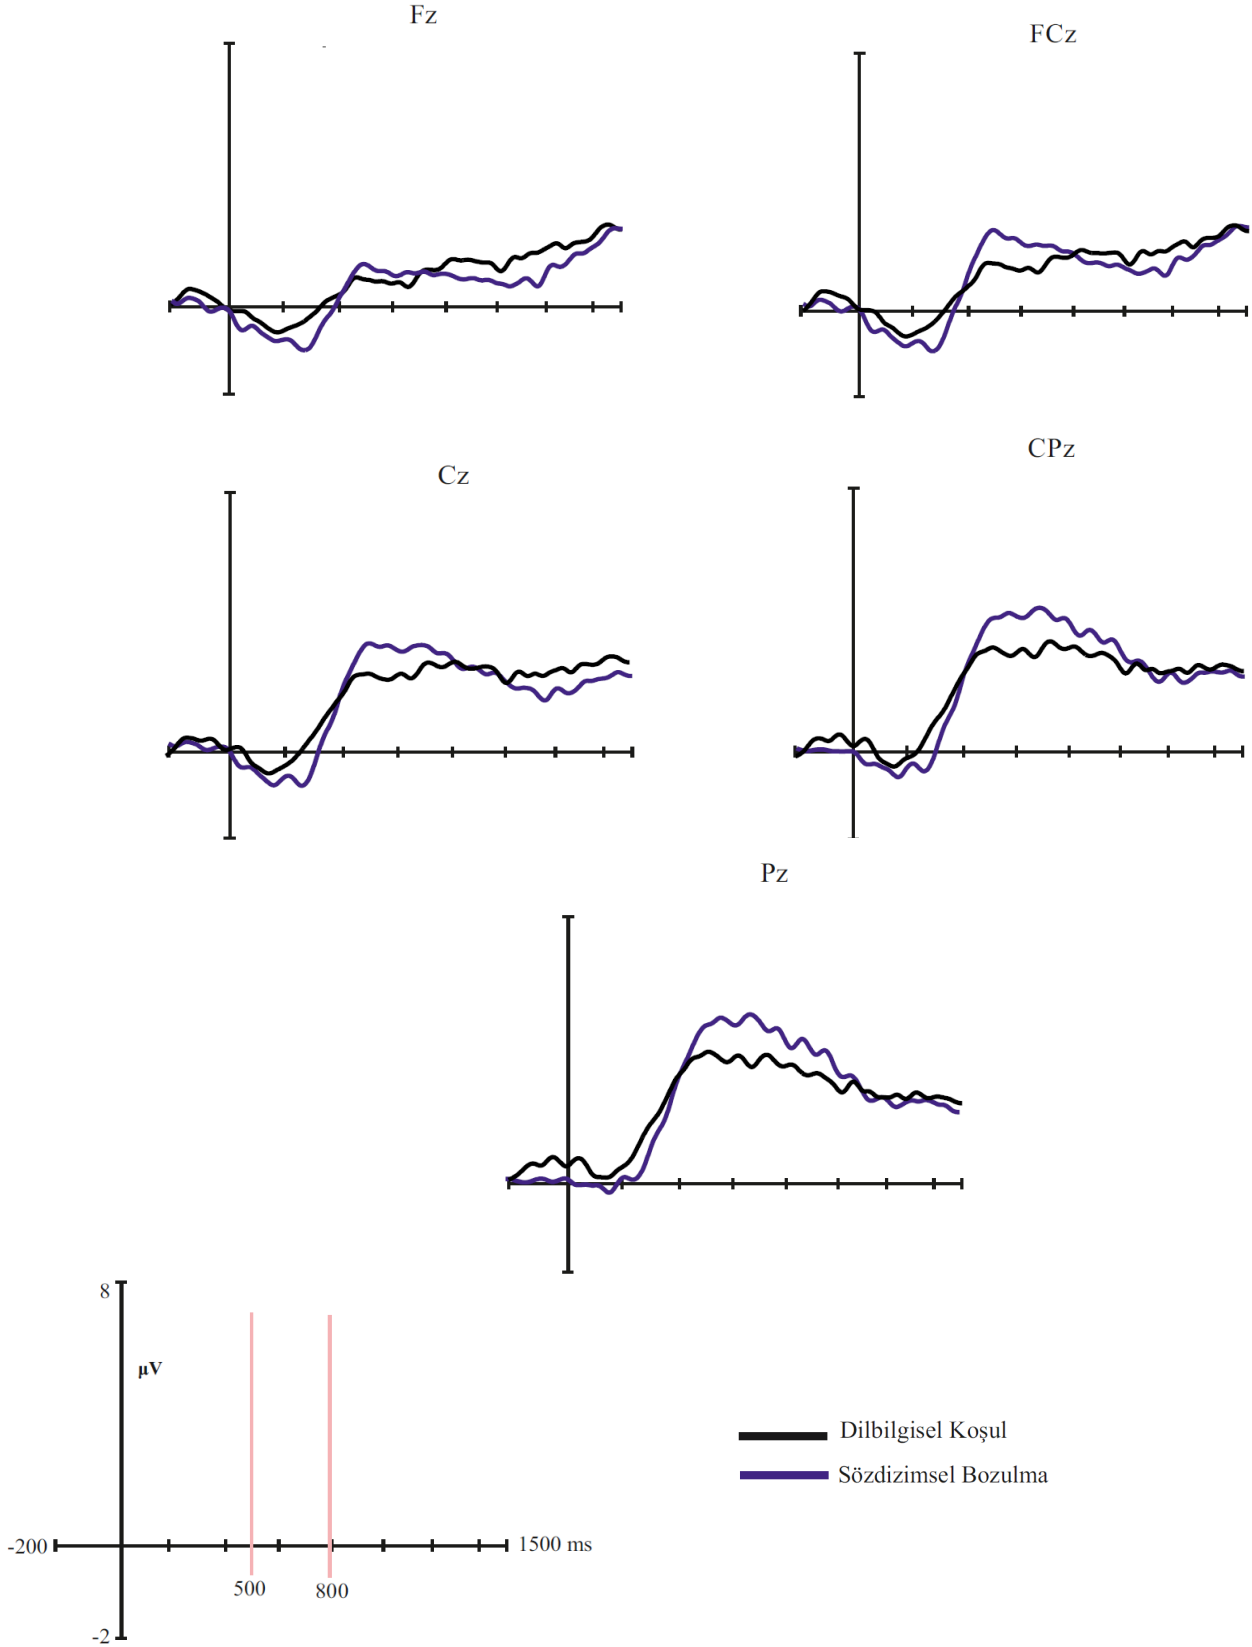 Fz
FCz
Cz
CPz
Pz
8
µV
-200
1500 ms
500
800
-2
Dilbilgisel Koşul
Sözdizimsel Bozulma